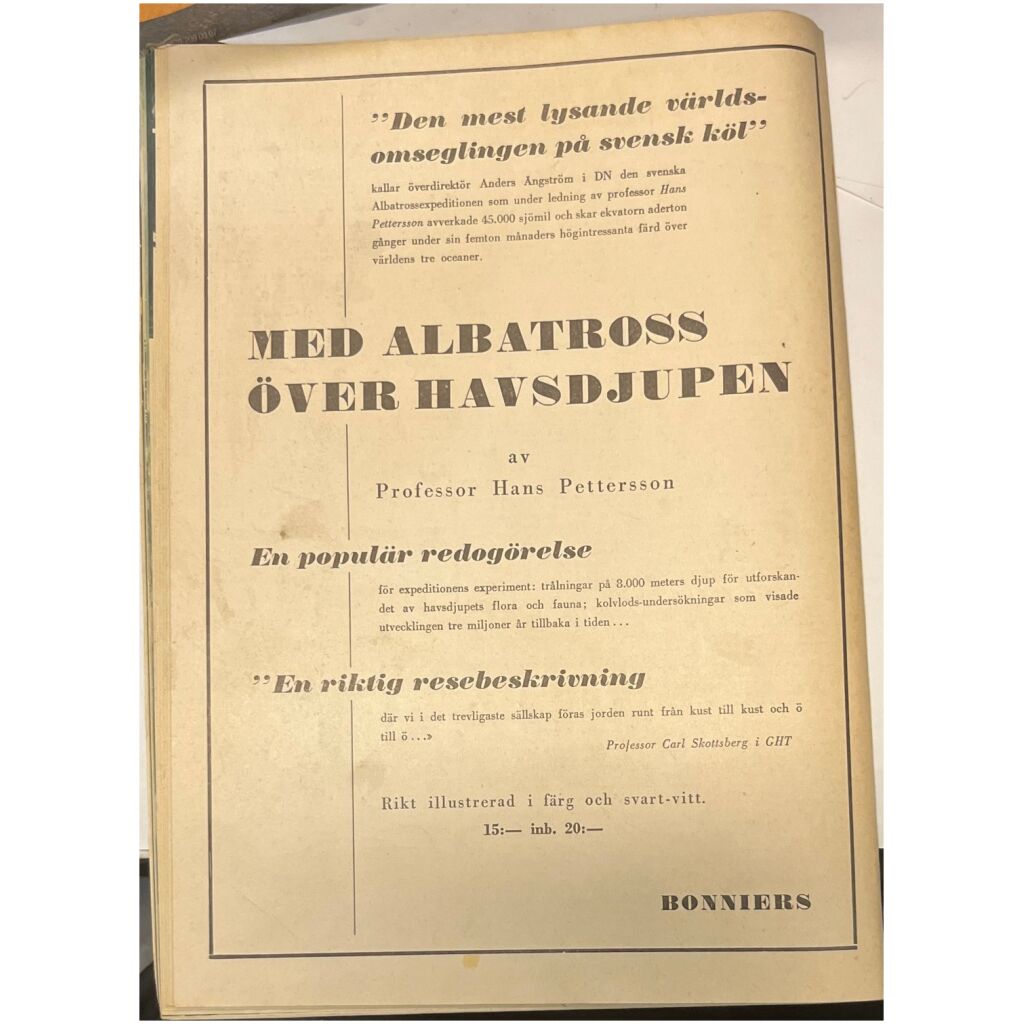 ”Den mest lysande världs-
omseglingen på svensk köl”
kallar överdirektör Anders Ångström i DN den svenska
Albatrossexpeditionen som under ledning av professor Hans
Pettersson avverkade 45.000 sjömil och skar ekvatorn aderton
gånger under sin femton månaders högintressanta färd över
världens tre oceaner.
MED ALBATROSS
ÖVER HAVSDJUPEN
av
Professor Hans Pettersson
En populär redogörelse
för expeditionens experiment: trålningar på 8.000 meters djup för utforskan-
det av havsdjupets flora och fauna; kolvlods-undersökningar som visade
utvecklingen tre miljoner år tillbaka i tiden...
”En riktig resebeskrivning
där vi i det trevligaste sällskap föras jorden runt från kust till kust och ö
till ö...»
Professor Carl Skottsberg i GHT
Rikt illustrerad i färg och svart-vitt.
15:— inb. 20:—
BONNIERS